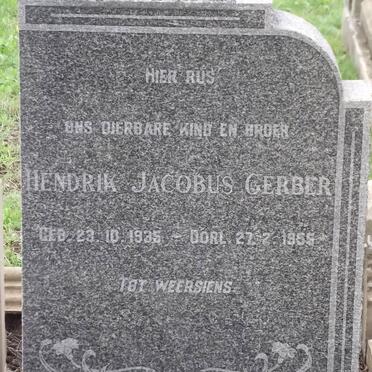 HIER RUS
ONS DIERBARE KIND EN BROER
HENDRIK JACOBUS GERBER
GEB. 23. 10. 1935 - OORL. 27. 2. 1955
TOT WEERSIENS